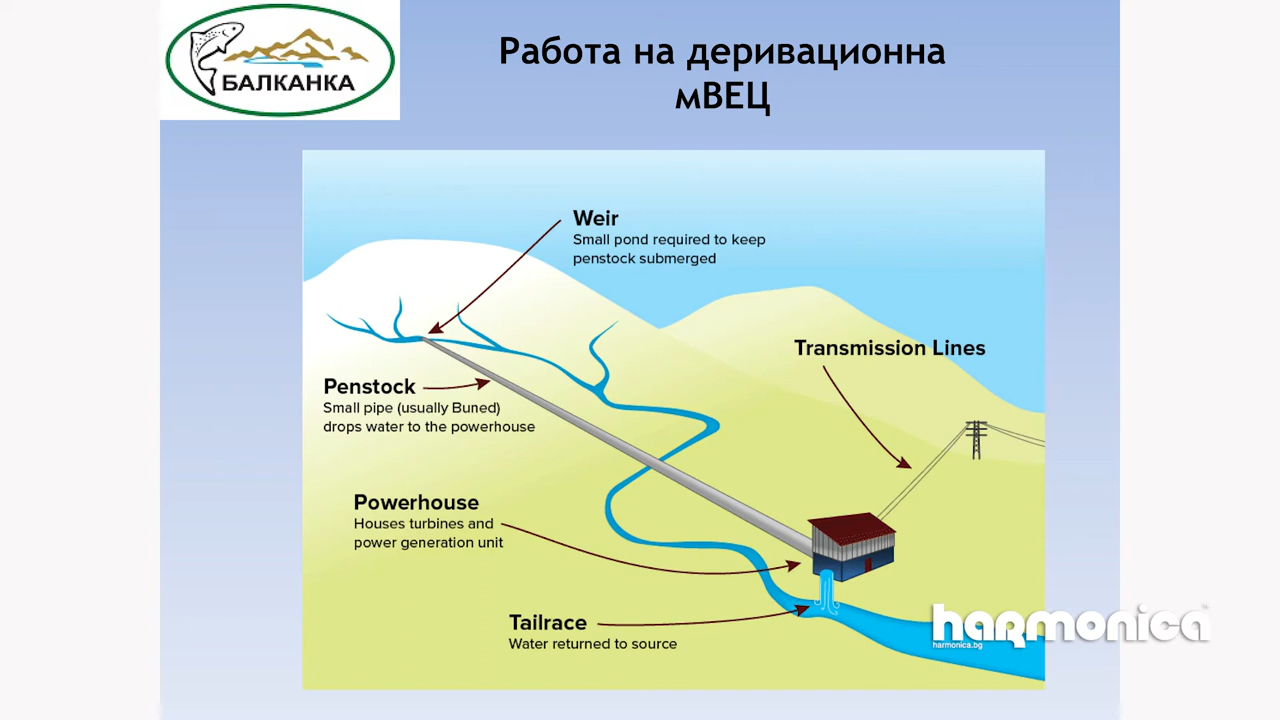 БАЛКАНКА
Работа на деривационна
мВЕЦ
Weir
Small pond required to keep
penstock submerged
Transmission Lines
Penstock
Small pipe (usually Buned)
drops water to the powerhouse
Powerhouse
Houses turbines and
power generation unit
Tailrace
Water returned to source
harmonica
harmonica.bg